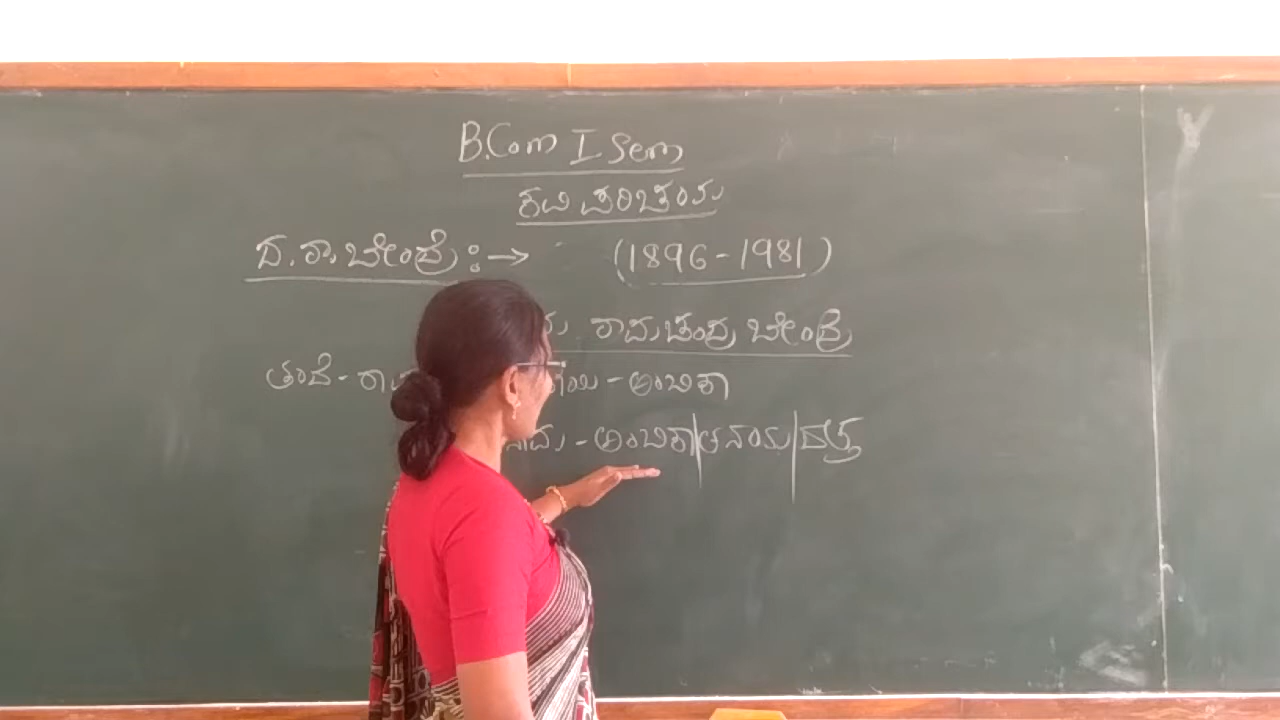 B.Com I Sem
ಕವಿ ಪರಿಚಯ
ದ.ರಾ.ಬೇಂದ್ರೆ :→ (1896-1981)
ರಾಮಚಂದ್ರ ಬೇಂದ್ರೆ
ತಂದೆ - ಅಂಬಿಕಾ
- ಅಂಬಿಕಾ|ತನಯ|ದತ್ತ